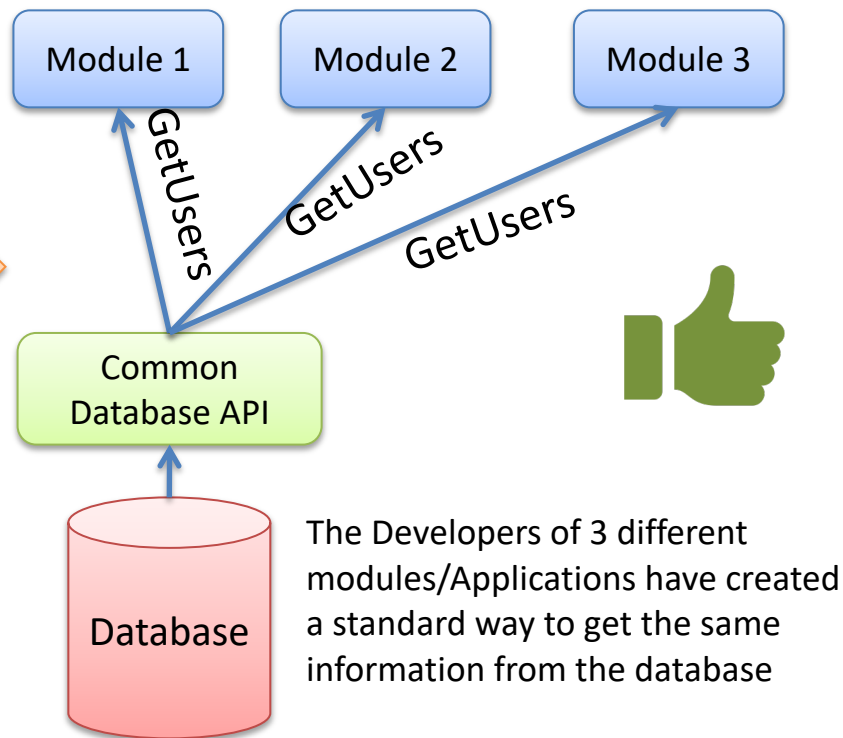 Module 1
Module 2
Module 3
GetUsers
GetUsers
GetUsers
Common
Database API
Database
The Developers of 3 different
modules/Applications have created
a standard way to get the same
information from the database